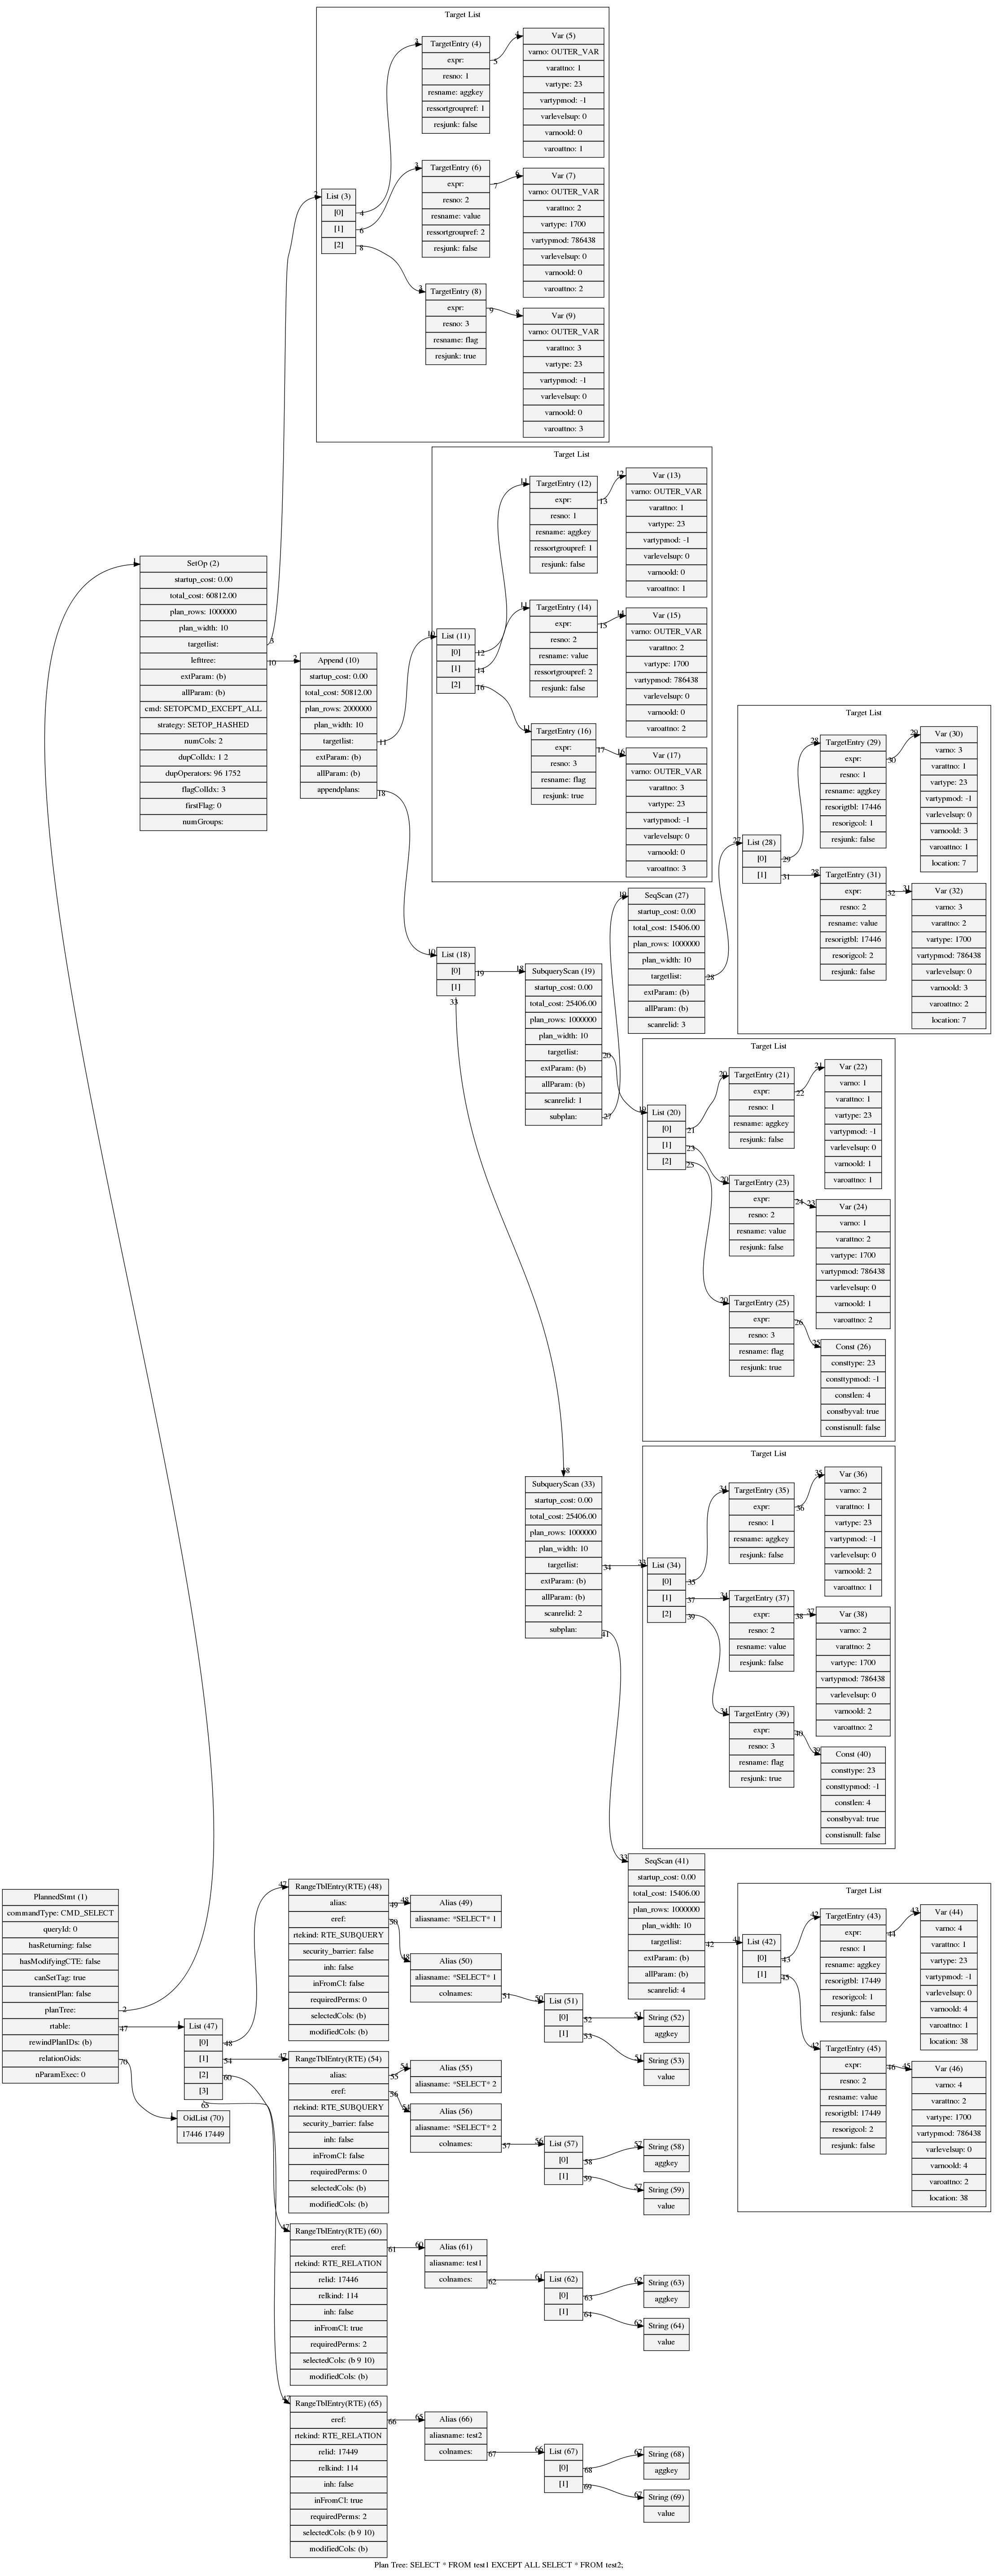 Target List
TargetEntry (4)
expr:
resno: 1
resname: aggkey
ressortgroupref: 1
resjunk: false
Var (5)
varno: OUTER_VAR
varattno: 1
vartype: 23
vartypmod: -1
varlevelsup: 0
varnoold: 0
varoattno: 1
TargetEntry (6)
expr:
resno: 2
resname: value
ressortgroupref: 2
resjunk: false
Var (7)
varno: OUTER_VAR
varattno: 2
vartype: 1700
vartypmod: 786438
varlevelsup: 0
varnoold: 0
varoattno: 2
List (3)
[0]
[1]
[2]
TargetEntry (8)
expr:
resno: 3
resname: flag
resjunk: true
Var (9)
varno: OUTER_VAR
varattno: 3
vartype: 23
vartypmod: -1
varlevelsup: 0
varnoold: 0
varoattno: 3
SetOp (2)
startup_cost: 0.00
total_cost: 60812.00
plan_rows: 1000000
plan_width: 10
targetlist:
lefttree:
extParam: (b)
allParam: (b)
cmd: SETOPCMD_EXCEPT_ALL
strategy: SETOP_HASHED
numCols: 2
dupColIdx: 1 2
dupOperators: 96 1752
flagColIdx: 3
firstFlag: 0
numGroups:
Append (10)
startup_cost: 0.00
total_cost: 50812.00
plan_rows: 2000000
plan_width: 10
targetlist:
extParam: (b)
allParam: (b)
appendplans:
Target List
List (11)
[0]
[1]
[2]
TargetEntry (12)
expr:
resno: 1
resname: aggkey
ressortgroupref: 1
resjunk: false
Var (13)
varno: OUTER_VAR
varattno: 1
vartype: 23
vartypmod: -1
varlevelsup: 0
varnoold: 0
varoattno: 1
TargetEntry (14)
expr:
resno: 2
resname: value
ressortgroupref: 2
resjunk: false
Var (15)
varno: OUTER_VAR
varattno: 2
vartype: 1700
vartypmod: 786438
varlevelsup: 0
varnoold: 0
varoattno: 2
TargetEntry (16)
expr:
resno: 3
resname: flag
resjunk: true
Var (17)
varno: OUTER_VAR
varattno: 3
vartype: 23
vartypmod: -1
varlevelsup: 0
varnoold: 0
varoattno: 3
List (18)
[0]
[1]
SubqueryScan (19)
startup_cost: 0.00
total_cost: 25406.00
plan_rows: 1000000
plan_width: 10
targetlist:
extParam: (b)
allParam: (b)
scanrelid: 1
subplan:
SeqScan (27)
startup_cost: 0.00
total_cost: 15406.00
plan_rows: 1000000
plan_width: 10
targetlist:
extParam: (b)
allParam: (b)
scanrelid: 3
Target List
List (28)
[0]
[1]
TargetEntry (29)
expr:
resno: 1
resname: aggkey
resorigtbl: 17446
resorigcol: 1
resjunk: false
Var (30)
varno: 3
varattno: 1
vartype: 23
vartypmod: -1
varlevelsup: 0
varnoold: 3
varoattno: 1
location: 7
TargetEntry (31)
expr:
resno: 2
resname: value
resorigtbl: 17446
resorigcol: 2
resjunk: false
Var (32)
varno: 3
varattno: 2
vartype: 1700
vartypmod: 786438
varlevelsup: 0
varnoold: 3
varoattno: 2
location: 7
Target List
List (20)
[0]
[1]
[2]
TargetEntry (21)
expr:
resno: 1
resname: aggkey
resjunk: false
Var (22)
varno: 1
varattno: 1
vartype: 23
vartypmod: -1
varlevelsup: 0
varnoold: 1
varoattno: 1
TargetEntry (23)
expr:
resno: 2
resname: value
resjunk: false
Var (24)
varno: 1
varattno: 2
vartype: 1700
vartypmod: 786438
varlevelsup: 0
varnoold: 1
varoattno: 2
TargetEntry (25)
expr:
resno: 3
resname: flag
resjunk: true
Const (26)
consttype: 23
consttypmod: -1
constlen: 4
constbyval: true
constisnull: false
SubqueryScan (33)
startup_cost: 0.00
total_cost: 25406.00
plan_rows: 1000000
plan_width: 10
targetlist:
extParam: (b)
allParam: (b)
scanrelid: 2
subplan:
Target List
List (34)
[0]
[1]
[2]
TargetEntry (35)
expr:
resno: 1
resname: aggkey
resjunk: false
Var (36)
varno: 2
varattno: 1
vartype: 23
vartypmod: -1
varlevelsup: 0
varnoold: 2
varoattno: 1
TargetEntry (37)
expr:
resno: 2
resname: value
resjunk: false
Var (38)
varno: 2
varattno: 2
vartype: 1700
vartypmod: 786438
varlevelsup: 0
varnoold: 2
varoattno: 2
TargetEntry (39)
expr:
resno: 3
resname: flag
resjunk: true
Const (40)
consttype: 23
consttypmod: -1
constlen: 4
constbyval: true
constisnull: false
SeqScan (41)
startup_cost: 0.00
total_cost: 15406.00
plan_rows: 1000000
plan_width: 10
targetlist:
extParam: (b)
allParam: (b)
scanrelid: 4
Target List
List (42)
[0]
[1]
TargetEntry (43)
expr:
resno: 1
resname: aggkey
resorigtbl: 17449
resorigcol: 1
resjunk: false
Var (44)
varno: 4
varattno: 1
vartype: 23
vartypmod: -1
varlevelsup: 0
varnoold: 4
varoattno: 1
location: 38
TargetEntry (45)
expr:
resno: 2
resname: value
resorigtbl: 17449
resorigcol: 2
resjunk: false
Var (46)
varno: 4
varattno: 2
vartype: 1700
vartypmod: 786438
varlevelsup: 0
varnoold: 4
varoattno: 2
location: 38
PlannedStmt (1)
commandType: CMD_SELECT
queryId: 0
hasReturning: false
hasModifyingCTE: false
canSetTag: true
transientPlan: false
planTree:
rtable:
rewindPlanIDs: (b)
relationOids:
nParamExec: 0
List (47)
[0]
[1]
[2]
[3]
OidList (70)
17446 17449
RangeTblEntry(RTE) (48)
alias:
eref:
rtekind: RTE_SUBQUERY
security_barrier: false
inh: false
inFromCl: false
requiredPerms: 0
selectedCols: (b)
modifiedCols: (b)
Alias (49)
aliasname: *SELECT* 1
Alias (50)
aliasname: *SELECT* 1
colnames:
List (51)
[0]
[1]
String (52)
aggkey
String (53)
value
RangeTblEntry(RTE) (54)
alias:
eref:
rtekind: RTE_SUBQUERY
security_barrier: false
inh: false
inFromCl: false
requiredPerms: 0
selectedCols: (b)
modifiedCols: (b)
Alias (55)
aliasname: *SELECT* 2
Alias (56)
aliasname: *SELECT* 2
colnames:
List (57)
[0]
[1]
String (58)
aggkey
String (59)
value
RangeTblEntry(RTE) (60)
eref:
rtekind: RTE_RELATION
relid: 17446
relkind: 114
inh: false
inFromCl: true
requiredPerms: 2
selectedCols: (b 9 10)
modifiedCols: (b)
Alias (61)
aliasname: test1
colnames:
List (62)
[0]
[1]
String (63)
aggkey
String (64)
value
RangeTblEntry(RTE) (65)
eref:
rtekind: RTE_RELATION
relid: 17449
relkind: 114
inh: false
inFromCl: true
requiredPerms: 2
selectedCols: (b 9 10)
modifiedCols: (b)
Alias (66)
aliasname: test2
colnames:
List (67)
[0]
[1]
String (68)
aggkey
String (69)
value
Plan Tree: SELECT * FROM test1 EXCEPT ALL SELECT * FROM test2;